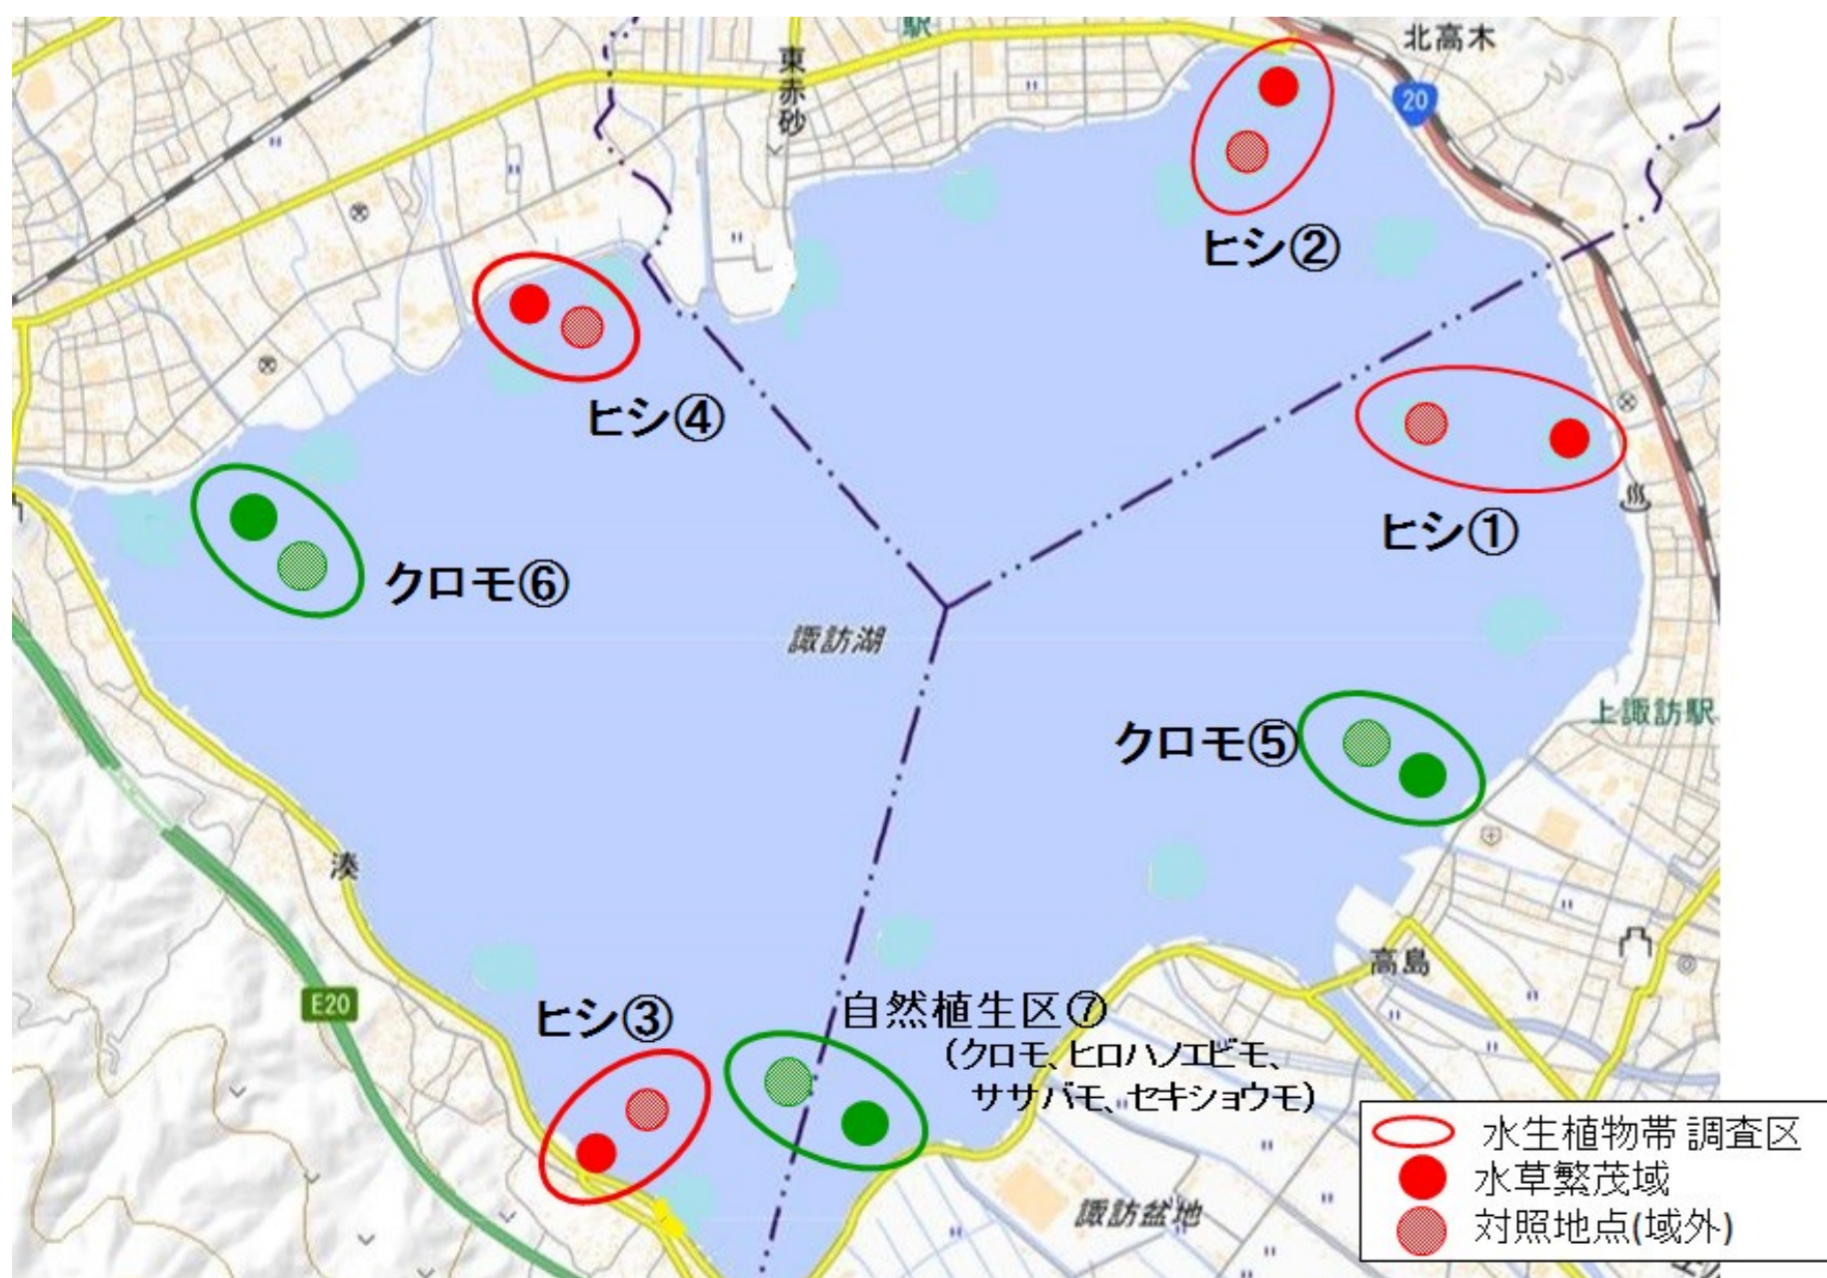 駅
北高木
東赤砂
20
ヒシ②
ヒシ④
ヒシ①
クロモ⑥
諏訪湖
上諏訪駅
クロモ⑤
湊
高島
E20
ヒシ③
自然植生区⑦
(クロモ、ヒロハノエビモ、
ササバモ、セキショウモ)
諏訪盆地
水生植物帯 調査区
水草繁茂域
対照地点(域外)